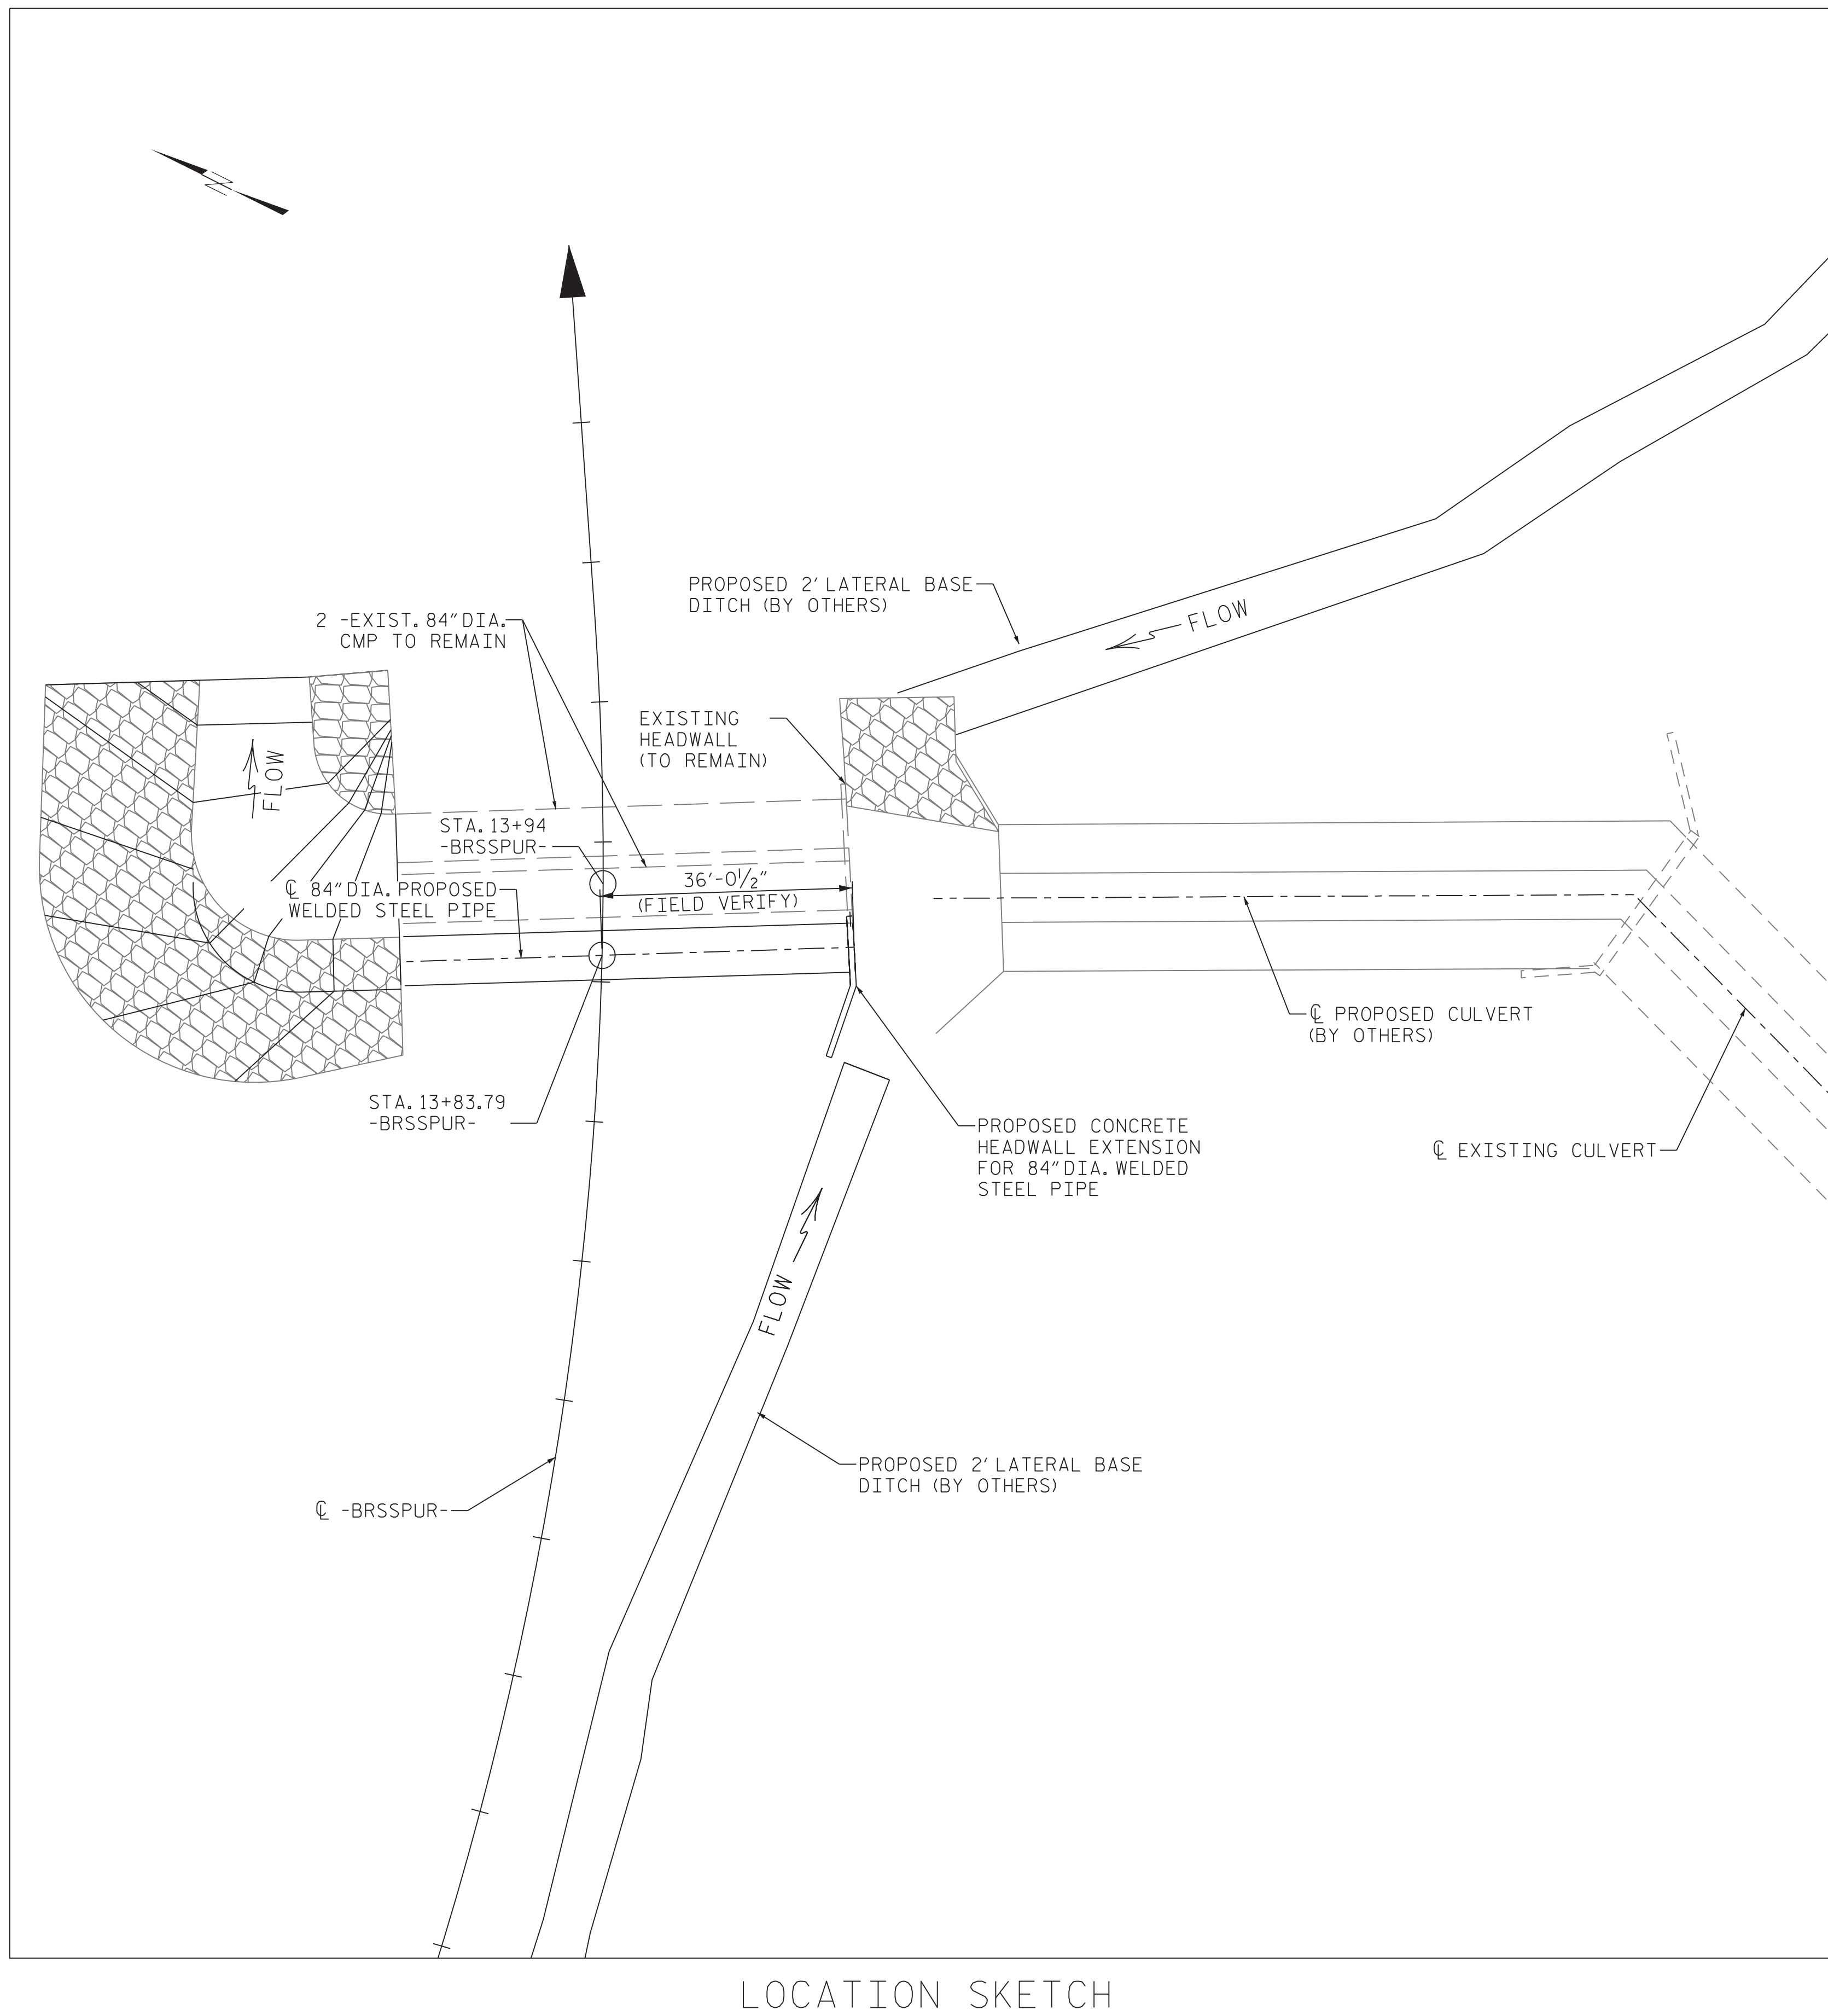 N
PROPOSED 2' LATERAL BASE
DITCH (BY OTHERS)
FLOW
2 -EXIST. 84" DIA.
CMP TO REMAIN
EXISTING
HEADWALL
(TO REMAIN)
FLOW
STA. 13+94
-BRSSPUR-
36'-0½"
(FIELD VERIFY)
℄ 84" DIA. PROPOSED
WELDED STEEL PIPE
℄ PROPOSED CULVERT
(BY OTHERS)
STA. 13+83.79
-BRSSPUR-
PROPOSED CONCRETE
HEADWALL EXTENSION
FOR 84" DIA. WELDED
STEEL PIPE
℄ EXISTING CULVERT
FLOW
PROPOSED 2' LATERAL BASE
DITCH (BY OTHERS)
℄ -BRSSPUR-
LOCATION SKETCH